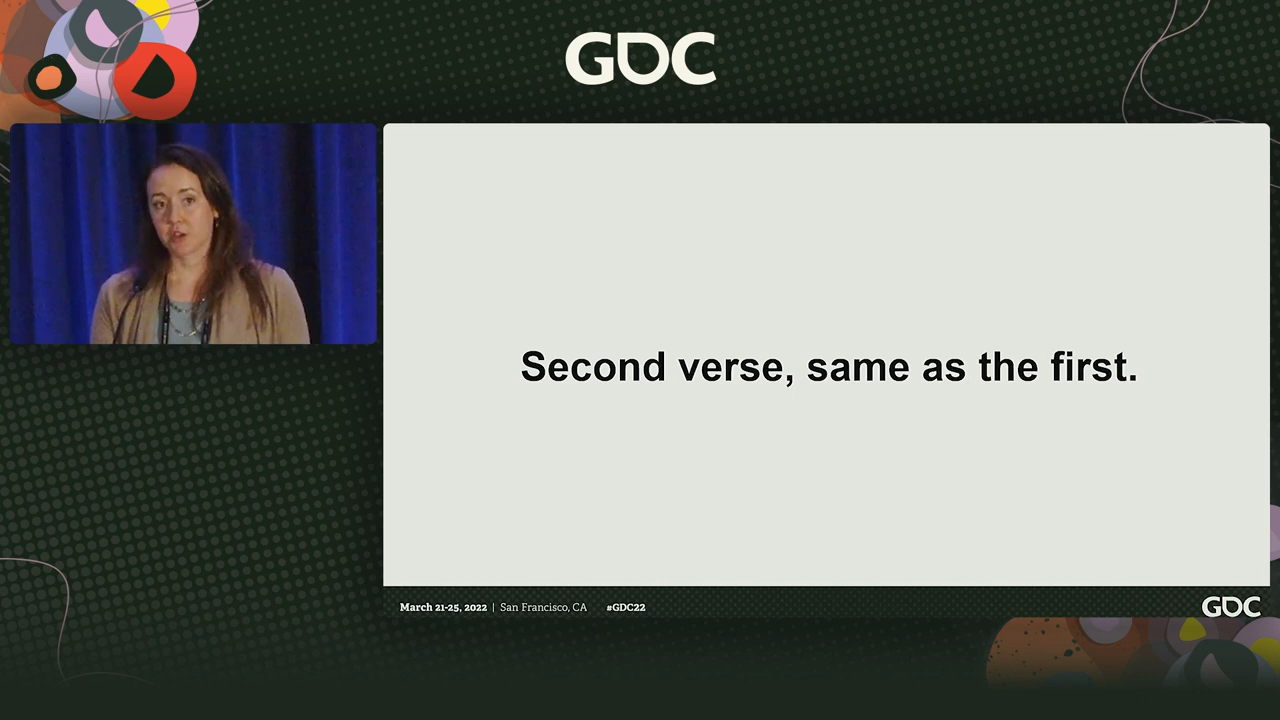 GDC
Second verse, same as the first.
March 21-25, 2022 | San Francisco, CA #GDC22
GDC